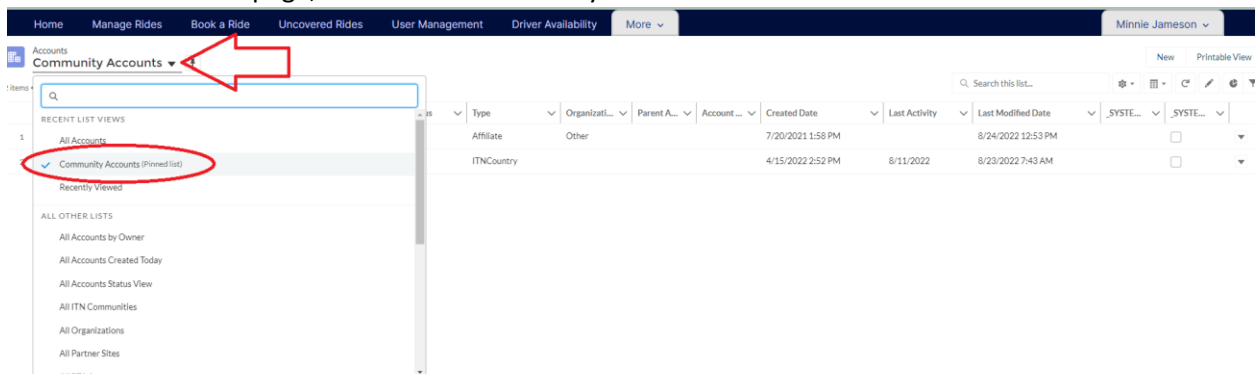 Home Manage Rides Book a Ride Uncovered Rides User Management Driver Availability More Minnie Jameson
Accounts
Community Accounts
New Printable View
items
Search this list...
RECENT LIST VIEWS
Type Organizati... Parent A... Account ... Created Date Last Activity Last Modified Date _SYSTE... _SYSTE...
1 All Accounts Affiliate Other 7/20/2021 1:58 PM 8/24/2022 12:53 PM
Community Accounts (Pinned list) ITNCountry 4/15/2022 2:52 PM 8/11/2022 8/23/2022 7:43 AM
Recently Viewed
ALL OTHER LISTS
All Accounts by Owner
All Accounts Created Today
All Accounts Status View
All ITN Communities
All Organizations
All Partner Sites